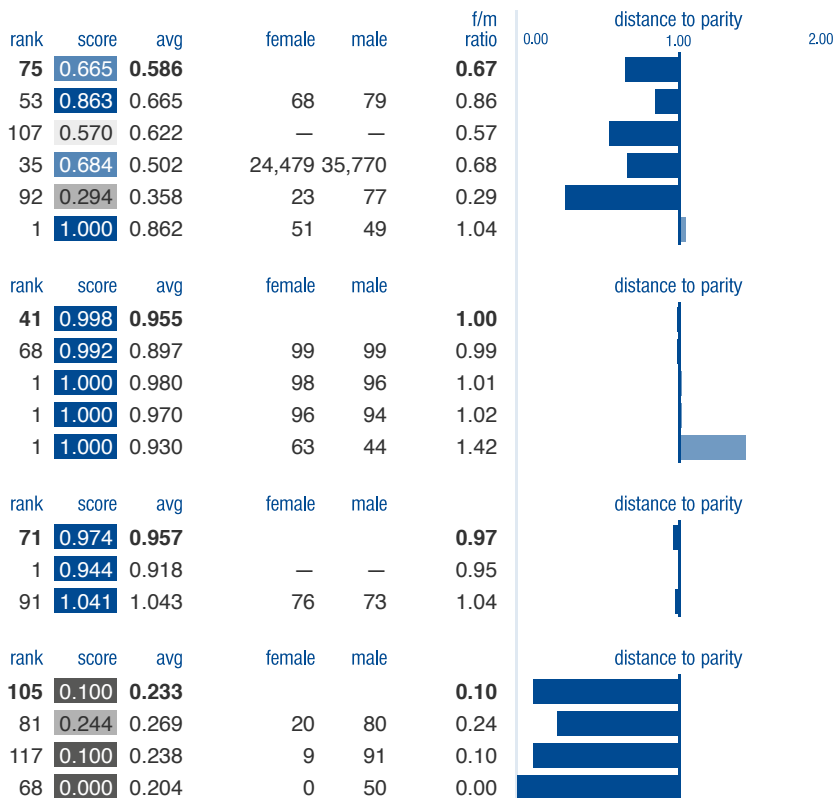 rank score avg female male f/m ratio distance to parity
0.00 1.00 2.00
75 0.665 0.586 0.67
53 0.863 0.665 68 79 0.86
107 0.570 0.622 — — 0.57
35 0.684 0.502 24,479 35,770 0.68
92 0.294 0.358 23 77 0.29
1 1.000 0.862 51 49 1.04
rank score avg female male distance to parity
41 0.998 0.955 1.00
68 0.992 0.897 99 99 0.99
1 1.000 0.980 98 96 1.01
1 1.000 0.970 96 94 1.02
1 1.000 0.930 63 44 1.42
rank score avg female male distance to parity
71 0.974 0.957 0.97
1 0.944 0.918 — — 0.95
91 1.041 1.043 76 73 1.04
rank score avg female male distance to parity
105 0.100 0.233 0.10
81 0.244 0.269 20 80 0.24
117 0.100 0.238 9 91 0.10
68 0.000 0.204 0 50 0.00